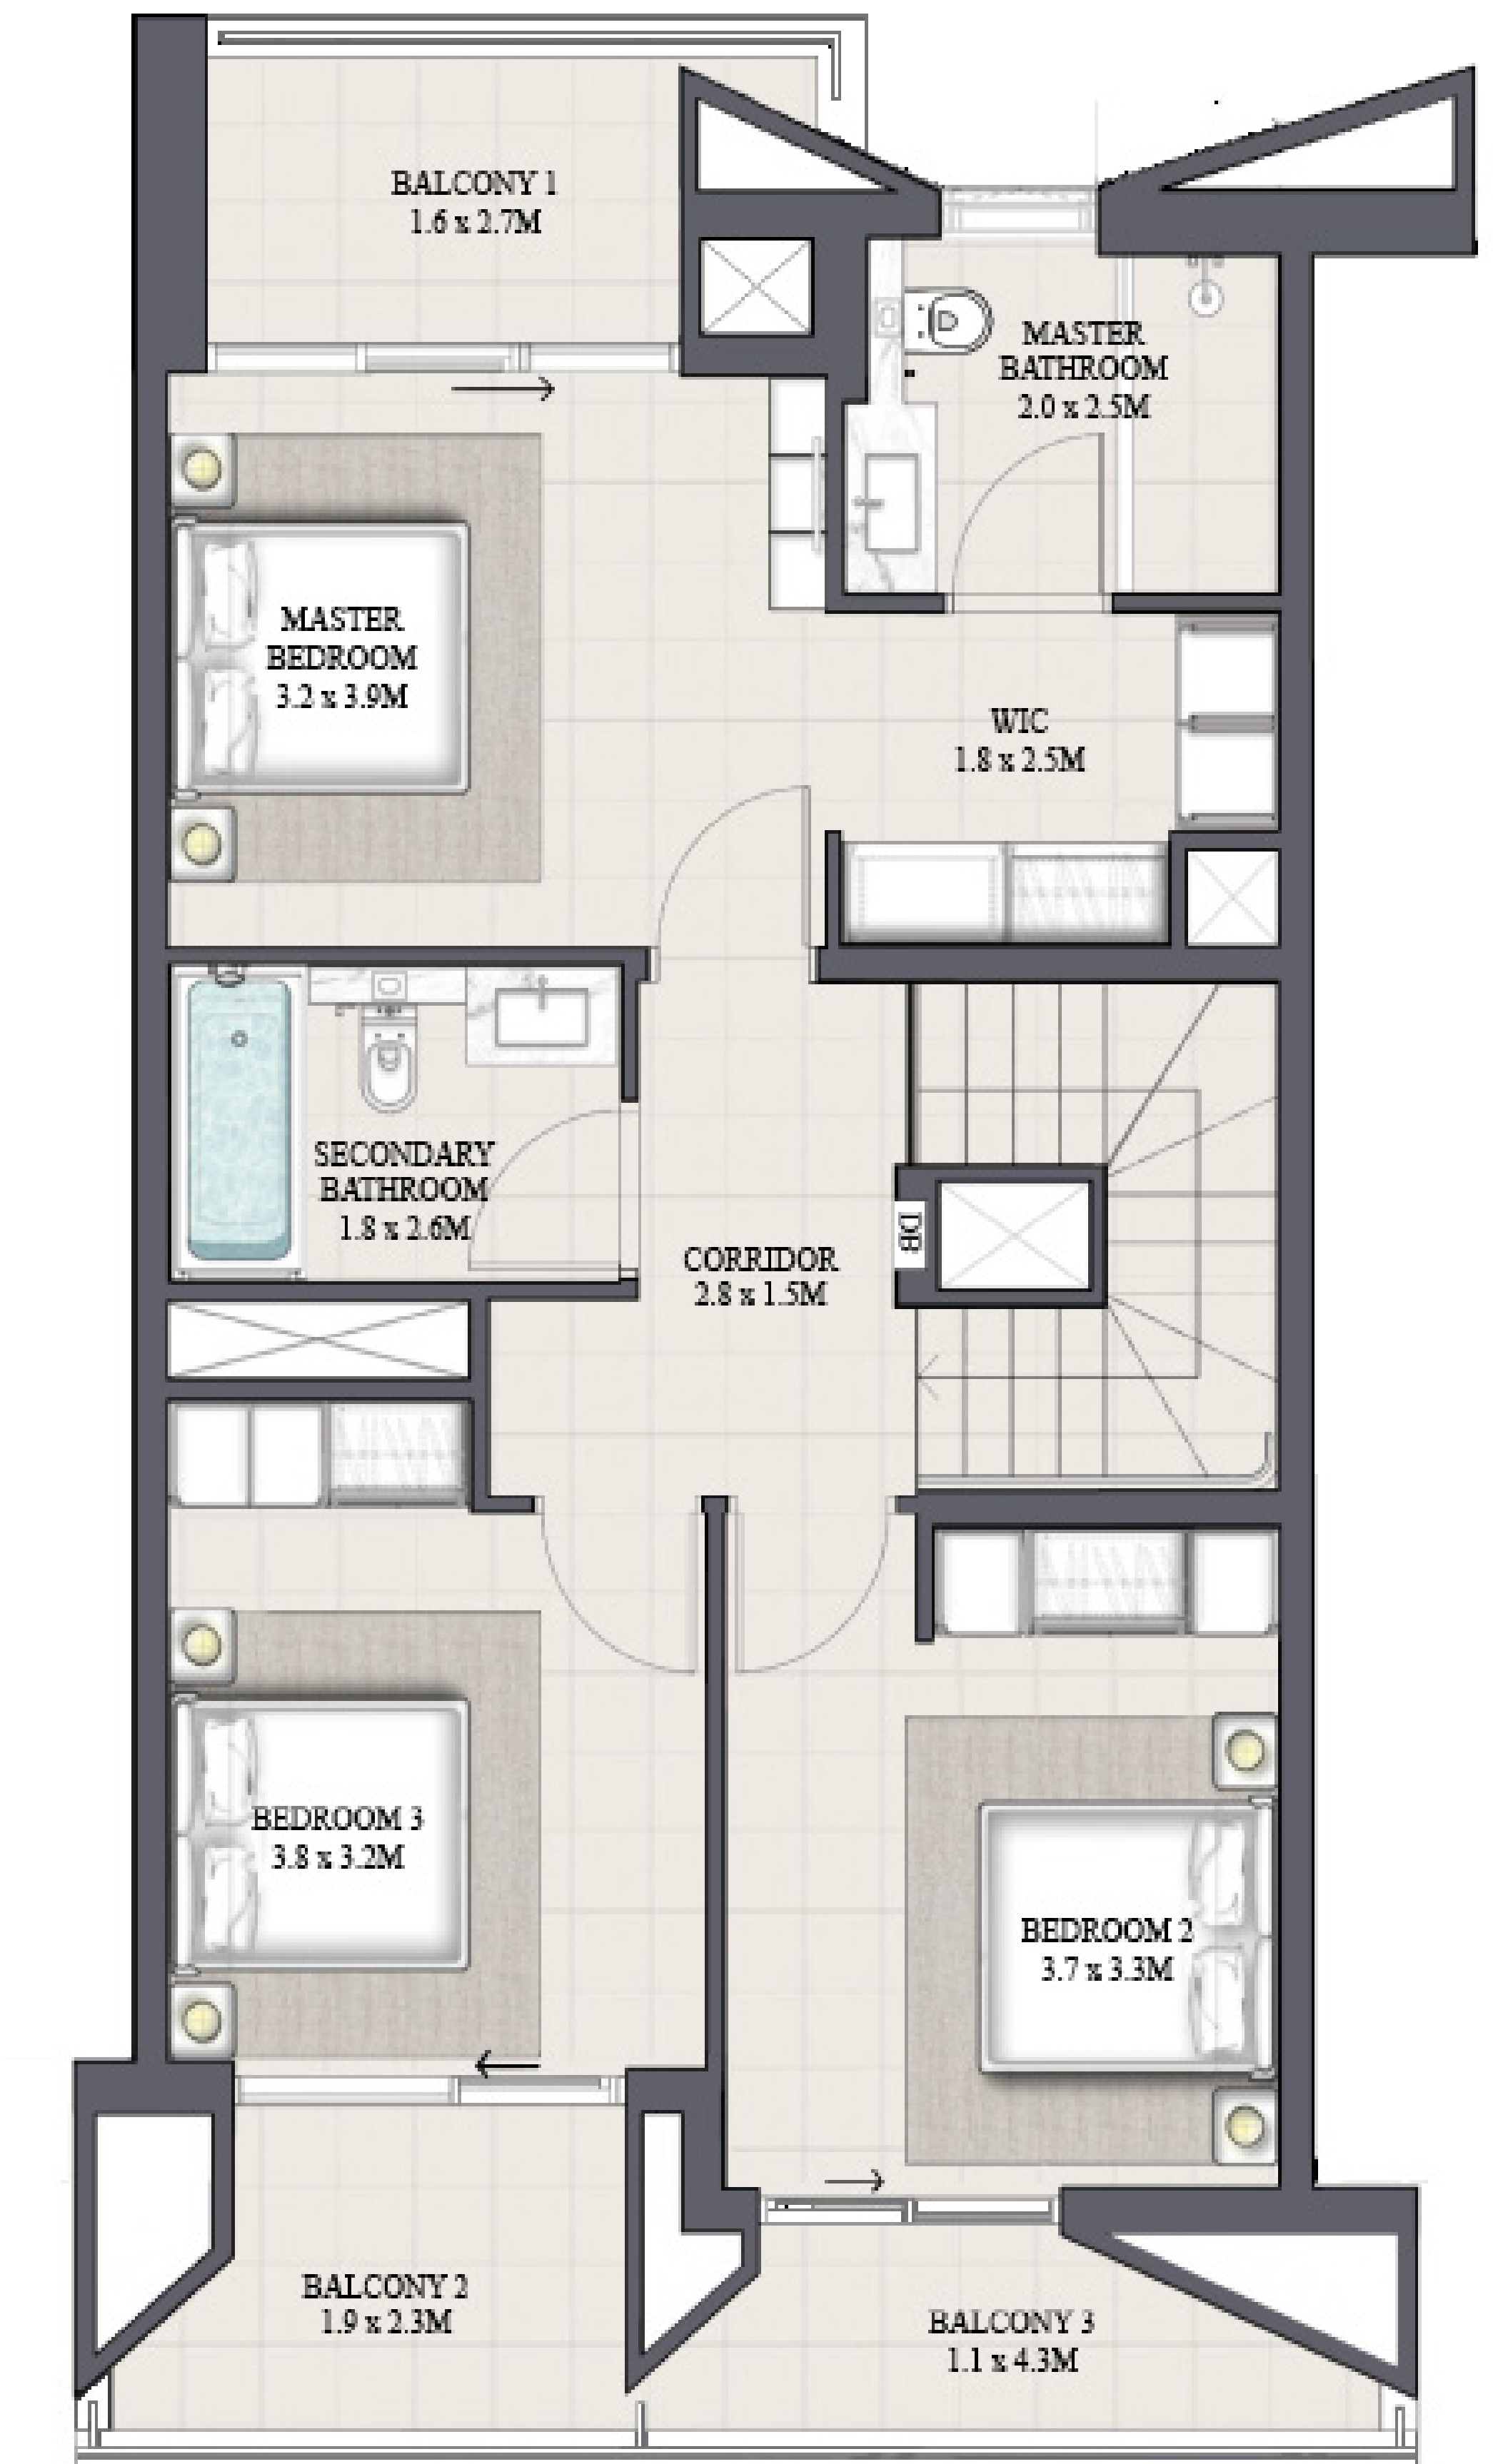 BALCONY 1
1.6 x 2.7M
MASTER
BATHROOM
2.0 x 2.5M
MASTER
BEDROOM
3.2 x 3.9M
WIC
1.8 x 2.5M
SECONDARY
BATHROOM
1.8 x 2.6M
CORRIDOR
2.8 x 1.5M
DB
BEDROOM 3
3.8 x 3.2M
BEDROOM 2
3.7 x 3.3M
BALCONY 2
1.9 x 2.3M
BALCONY 3
1.1 x 4.3M